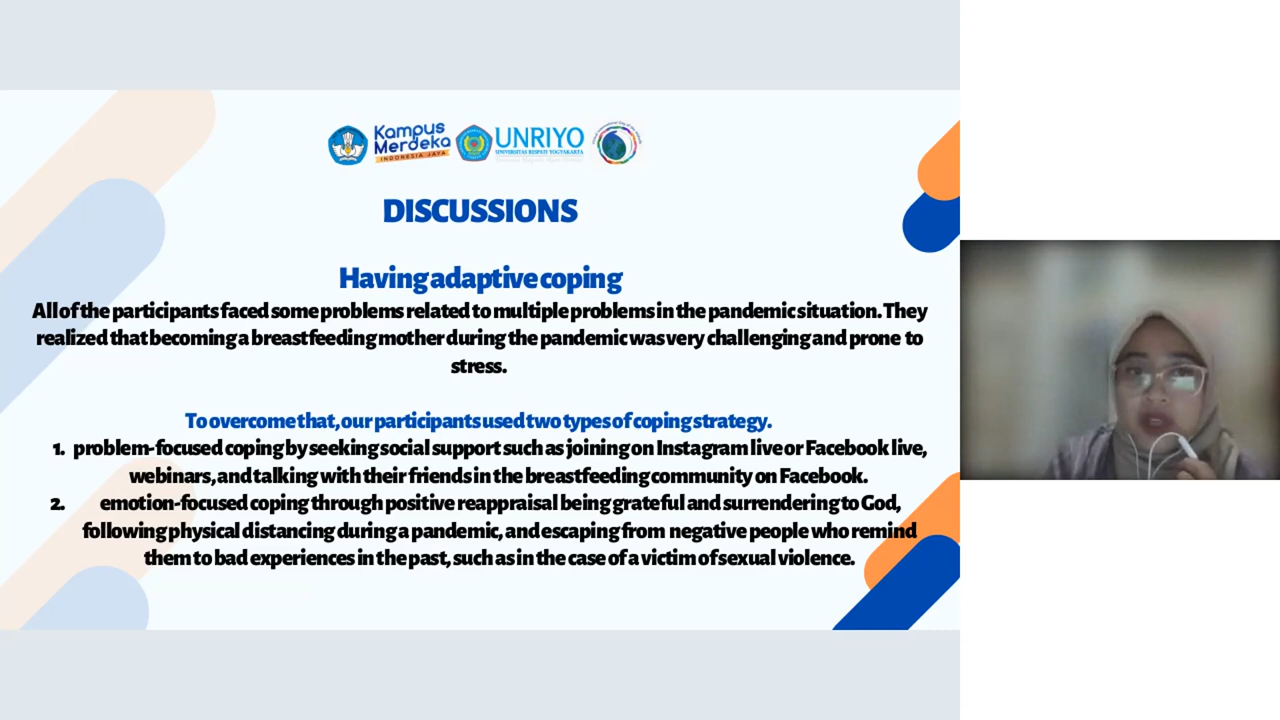 Kampus
Merdeka
INDONESIA JAYA
UNRIYO
UNIVERSITAS RESPATI YOGYAKARTA
DISCUSSIONS
Having adaptive coping
All of the participants faced some problems related to multiple problems in the pandemic situation. They
realized that becoming a breastfeeding mother during the pandemic was very challenging and prone to
stress.
To overcome that, our participants used two types of coping strategy.
1. problem-focused coping by seeking social support such as joining on Instagram live or Facebook live,
webinars, and talking with their friends in the breastfeeding community on Facebook.
2. emotion-focused coping through positive reappraisal being grateful and surrendering to God,
following physical distancing during a pandemic, and escaping from negative people who remind
them to bad experiences in the past, such as in the case of a victim of sexual violence.